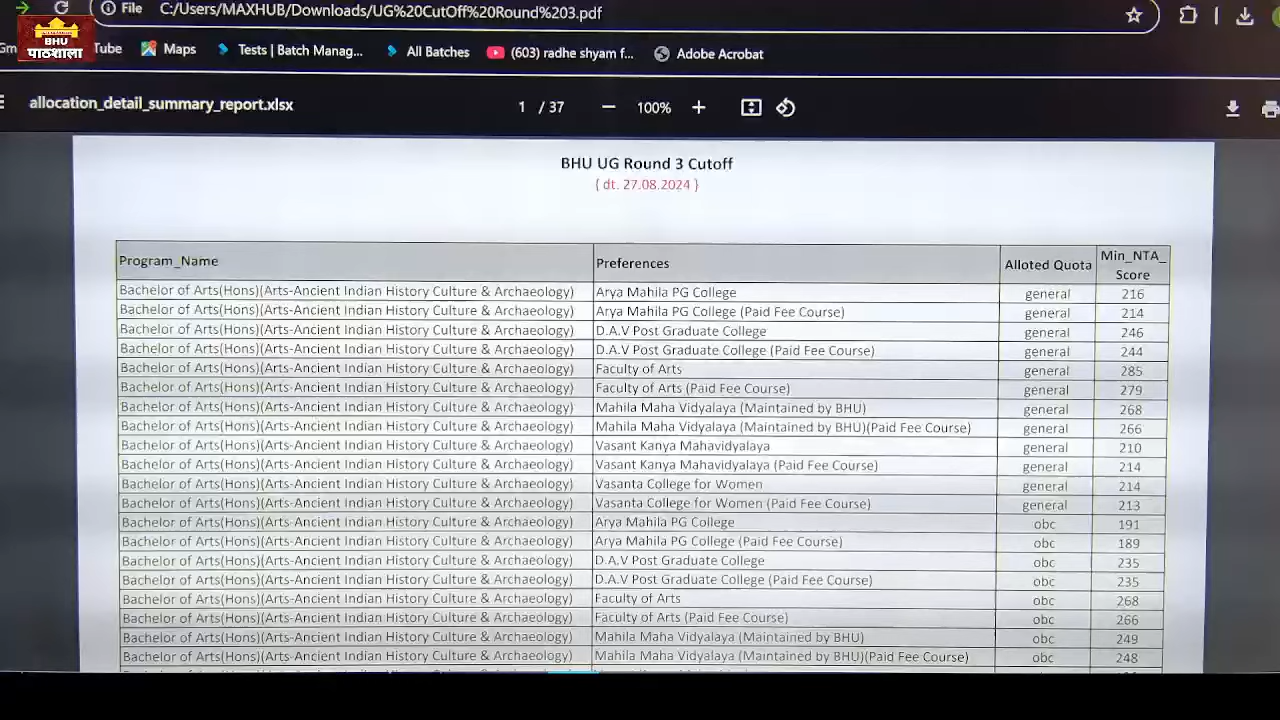 File C:/Users/MAXHUB/Downloads/UG%20CutOff%20Round%203.pdf
BHU
पाठशाला
Gm Tube Maps Tests | Batch Manag... All Batches (603) radhe shyam f... Adobe Acrobat
allocation_detail_summary_report.xlsx 1 / 37 — 100% +
BHU UG Round 3 Cutoff
( dt. 27.08.2024 )
Program_Name Preferences Alloted Quota Min_NTA_
Score
Bachelor of Arts(Hons)(Arts-Ancient Indian History Culture & Archaeology) Arya Mahila PG College general 216
Bachelor of Arts(Hons)(Arts-Ancient Indian History Culture & Archaeology) Arya Mahila PG College (Paid Fee Course) general 214
Bachelor of Arts(Hons)(Arts-Ancient Indian History Culture & Archaeology) D.A.V Post Graduate College general 246
Bachelor of Arts(Hons)(Arts-Ancient Indian History Culture & Archaeology) D.A.V Post Graduate College (Paid Fee Course) general 244
Bachelor of Arts(Hons)(Arts-Ancient Indian History Culture & Archaeology) Faculty of Arts general 285
Bachelor of Arts(Hons)(Arts-Ancient Indian History Culture & Archaeology) Faculty of Arts (Paid Fee Course) general 279
Bachelor of Arts(Hons)(Arts-Ancient Indian History Culture & Archaeology) Mahila Maha Vidyalaya (Maintained by BHU) general 268
Bachelor of Arts(Hons)(Arts-Ancient Indian History Culture & Archaeology) Mahila Maha Vidyalaya (Maintained by BHU)(Paid Fee Course) general 266
Bachelor of Arts(Hons)(Arts-Ancient Indian History Culture & Archaeology) Vasant Kanya Mahavidyalaya general 210
Bachelor of Arts(Hons)(Arts-Ancient Indian History Culture & Archaeology) Vasant Kanya Mahavidyalaya (Paid Fee Course) general 214
Bachelor of Arts(Hons)(Arts-Ancient Indian History Culture & Archaeology) Vasanta College for Women general 214
Bachelor of Arts(Hons)(Arts-Ancient Indian History Culture & Archaeology) Vasanta College for Women (Paid Fee Course) general 213
Bachelor of Arts(Hons)(Arts-Ancient Indian History Culture & Archaeology) Arya Mahila PG College obc 191
Bachelor of Arts(Hons)(Arts-Ancient Indian History Culture & Archaeology) Arya Mahila PG College (Paid Fee Course) obc 189
Bachelor of Arts(Hons)(Arts-Ancient Indian History Culture & Archaeology) D.A.V Post Graduate College obc 235
Bachelor of Arts(Hons)(Arts-Ancient Indian History Culture & Archaeology) D.A.V Post Graduate College (Paid Fee Course) obc 235
Bachelor of Arts(Hons)(Arts-Ancient Indian History Culture & Archaeology) Faculty of Arts obc 268
Bachelor of Arts(Hons)(Arts-Ancient Indian History Culture & Archaeology) Faculty of Arts (Paid Fee Course) obc 266
Bachelor of Arts(Hons)(Arts-Ancient Indian History Culture & Archaeology) Mahila Maha Vidyalaya (Maintained by BHU) obc 249
Bachelor of Arts(Hons)(Arts-Ancient Indian History Culture & Archaeology) Mahila Maha Vidyalaya (Maintained by BHU)(Paid Fee Course) obc 248